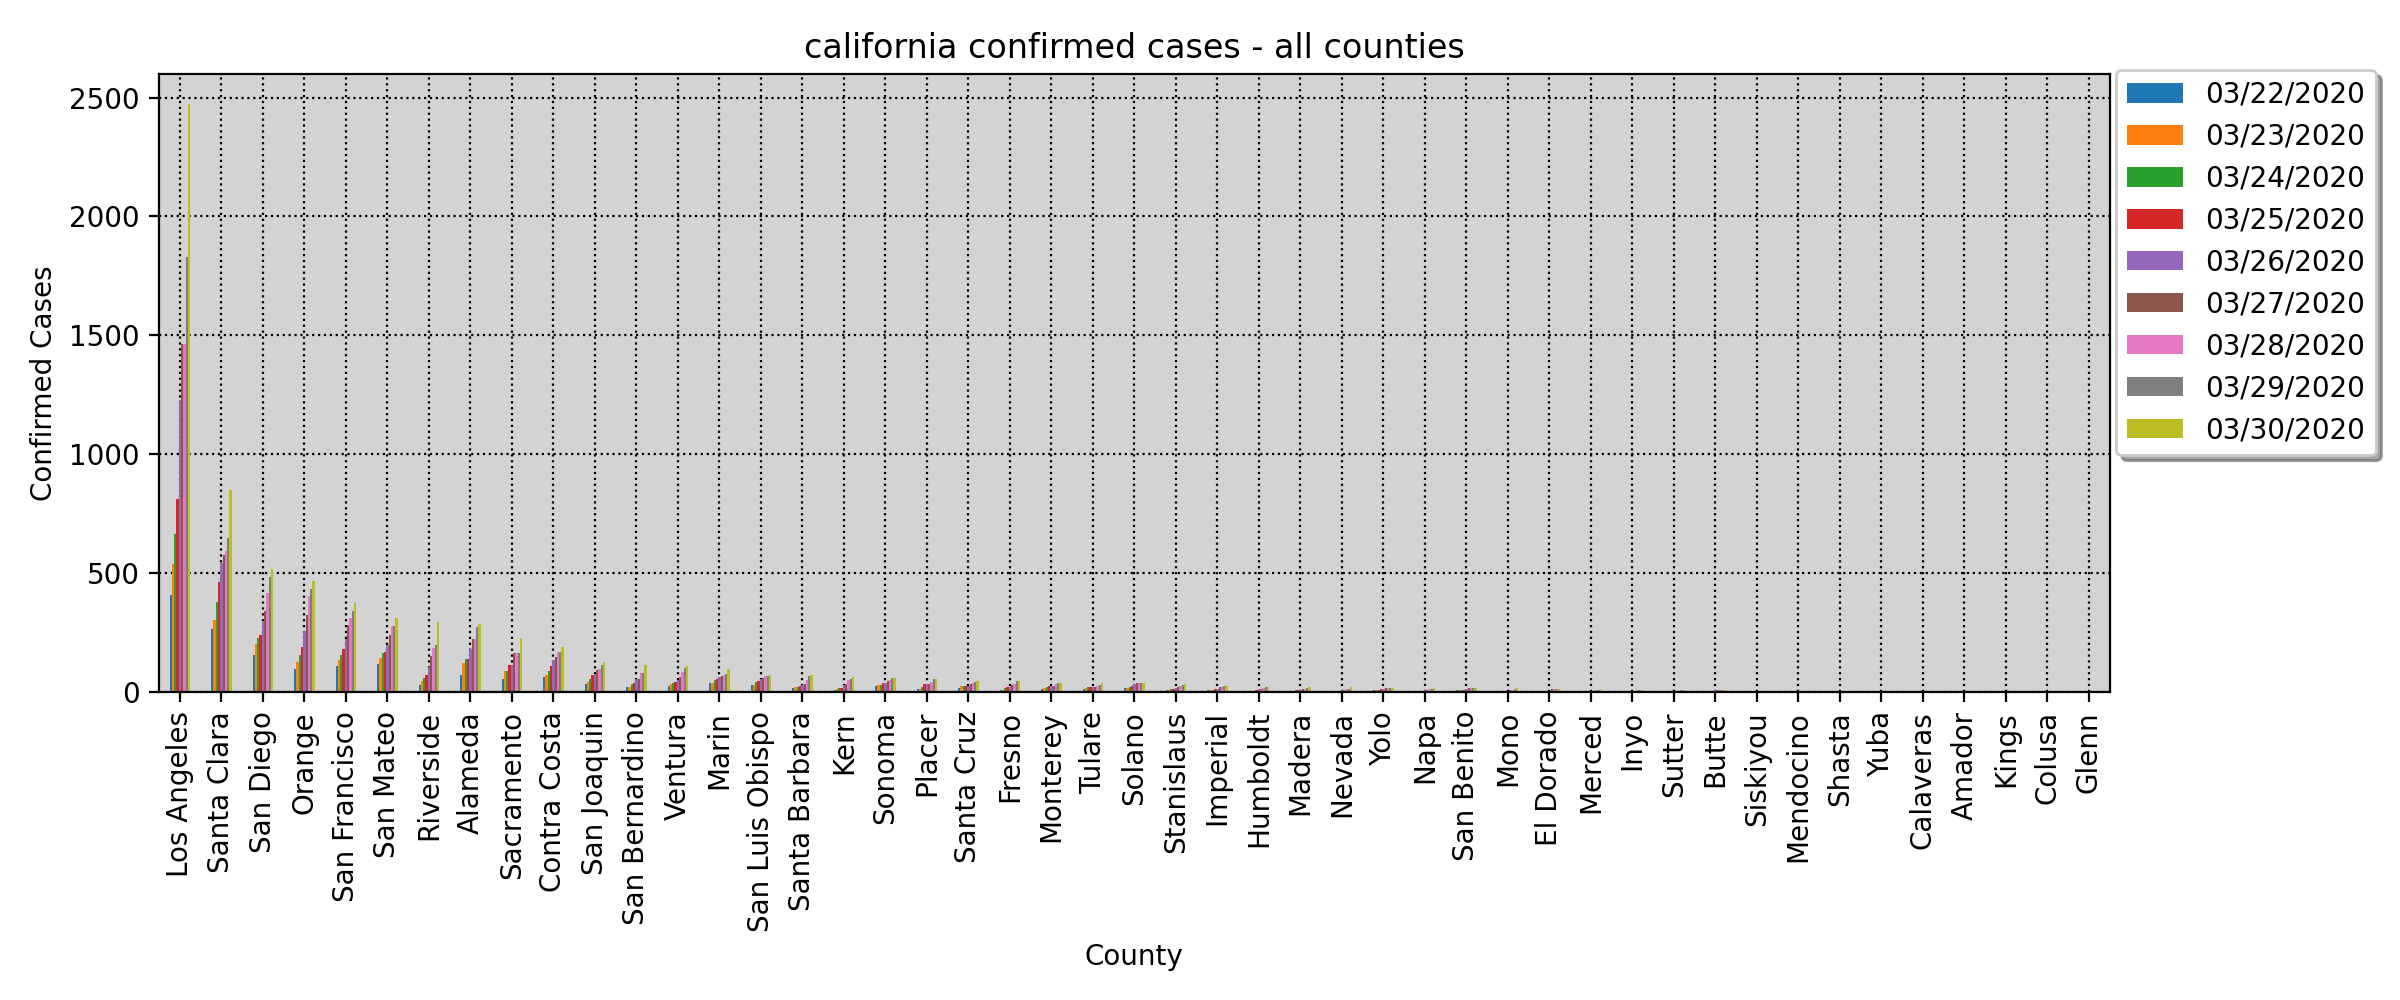 california confirmed cases - all counties
Confirmed Cases
2500
2000
1500
1000
500
0
Los Angeles
Santa Clara
San Diego
Orange
San Francisco
San Mateo
Riverside
Alameda
Sacramento
Contra Costa
San Joaquin
San Bernardino
Ventura
Marin
San Luis Obispo
Santa Barbara
Kern
Sonoma
Placer
Santa Cruz
Fresno
Monterey
Tulare
Solano
Stanislaus
Imperial
Humboldt
Madera
Nevada
Yolo
Napa
San Benito
Mono
El Dorado
Merced
Inyo
Sutter
Butte
Siskiyou
Mendocino
Shasta
Yuba
Calaveras
Amador
Kings
Colusa
Glenn
County
03/22/2020
03/23/2020
03/24/2020
03/25/2020
03/26/2020
03/27/2020
03/28/2020
03/29/2020
03/30/2020